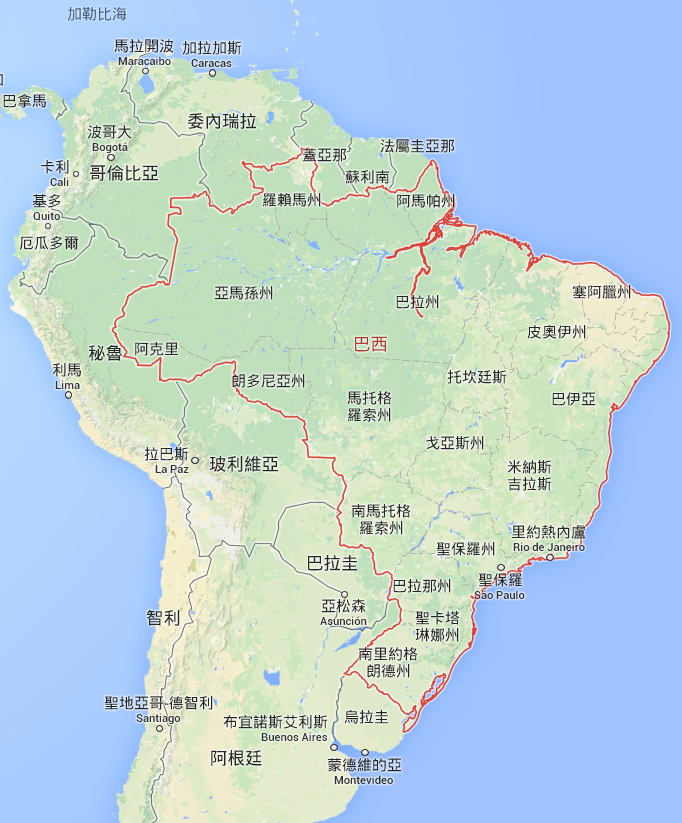 加勒比海
馬拉開波
Maracaibo
加拉加斯
Caracas
巴拿馬
委內瑞拉
波哥大
Bogotá
哥倫比亞
卡利
Cali
蓋亞那
法屬圭亞那
蘇利南
基多
Quito
厄瓜多爾
羅賴馬州
阿馬帕州
亞馬孫州
巴拉州
塞阿臘州
皮奧伊州
巴西
秘魯
阿克里
利馬
Lima
朗多尼亞州
托坎廷斯
馬托格
羅索州
巴伊亞
戈亞斯州
拉巴斯
La Paz
玻利維亞
米納斯
吉拉斯
南馬托格
羅索州
里約熱內盧
Rio de Janeiro
聖保羅州
巴拉圭
巴拉那州
聖保羅
São Paulo
亞松森
Asunción
智利
聖卡塔
琳娜州
南里約格
朗德州
聖地亞哥-德智利
Santiago
布宜諾斯艾利斯
Buenos Aires
烏拉圭
阿根廷
蒙德維的亞
Montevideo